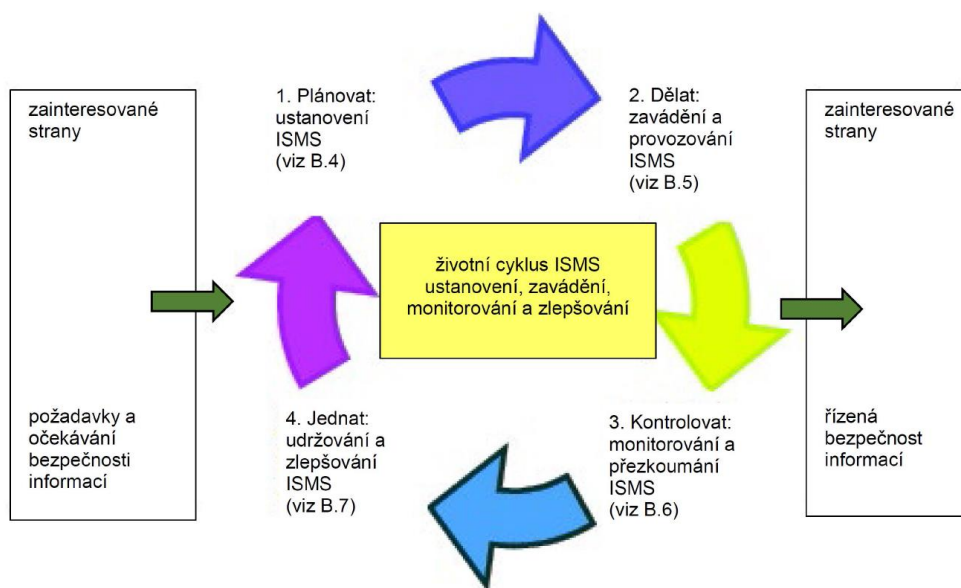 zainteresované
strany
požadavky a
očekávání
bezpečnosti
informací
1. Plánovat:
ustanovení
ISMS
(viz B.4)
2. Dělat:
zavádění a
provozování
ISMS
(viz B.5)
životní cyklus ISMS
ustanovení, zavádění,
monitorování a zlepšování
3. Kontrolovat:
monitorování a
přezkoumání
ISMS
(viz B.6)
4. Jednat:
udržování a
zlepšování
ISMS
(viz B.7)
zainteresované
strany
řízená
bezpečnost
informací